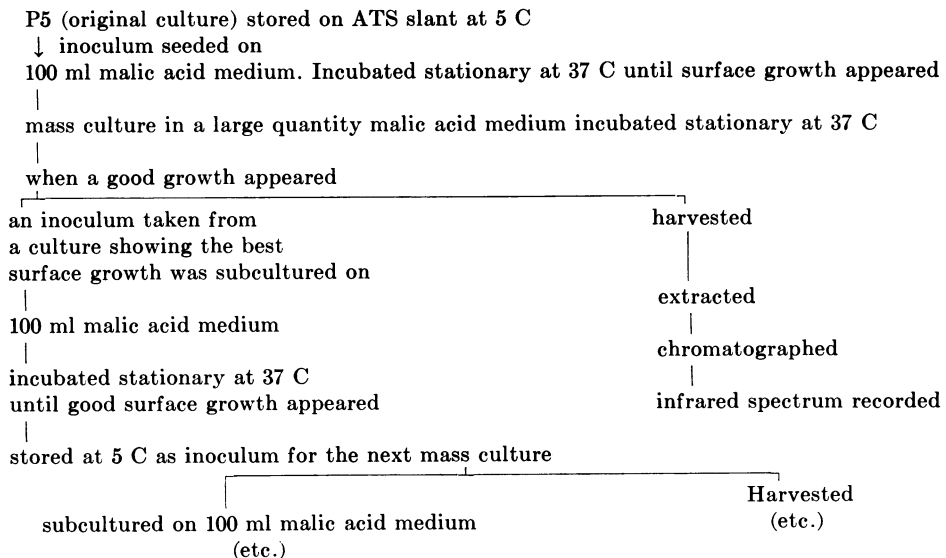 P5 (original culture) stored on ATS slant at 5 C
↓ inoculum seeded on
100 ml malic acid medium. Incubated stationary at 37 C until surface growth appeared
mass culture in a large quantity malic acid medium incubated stationary at 37 C
when a good growth appeared
an inoculum taken from
a culture showing the best
surface growth was subcultured on
100 ml malic acid medium
incubated stationary at 37 C
until good surface growth appeared
stored at 5 C as inoculum for the next mass culture
subcultured on 100 ml malic acid medium
(etc.)
harvested
extracted
chromatographed
infrared spectrum recorded
Harvested
(etc.)